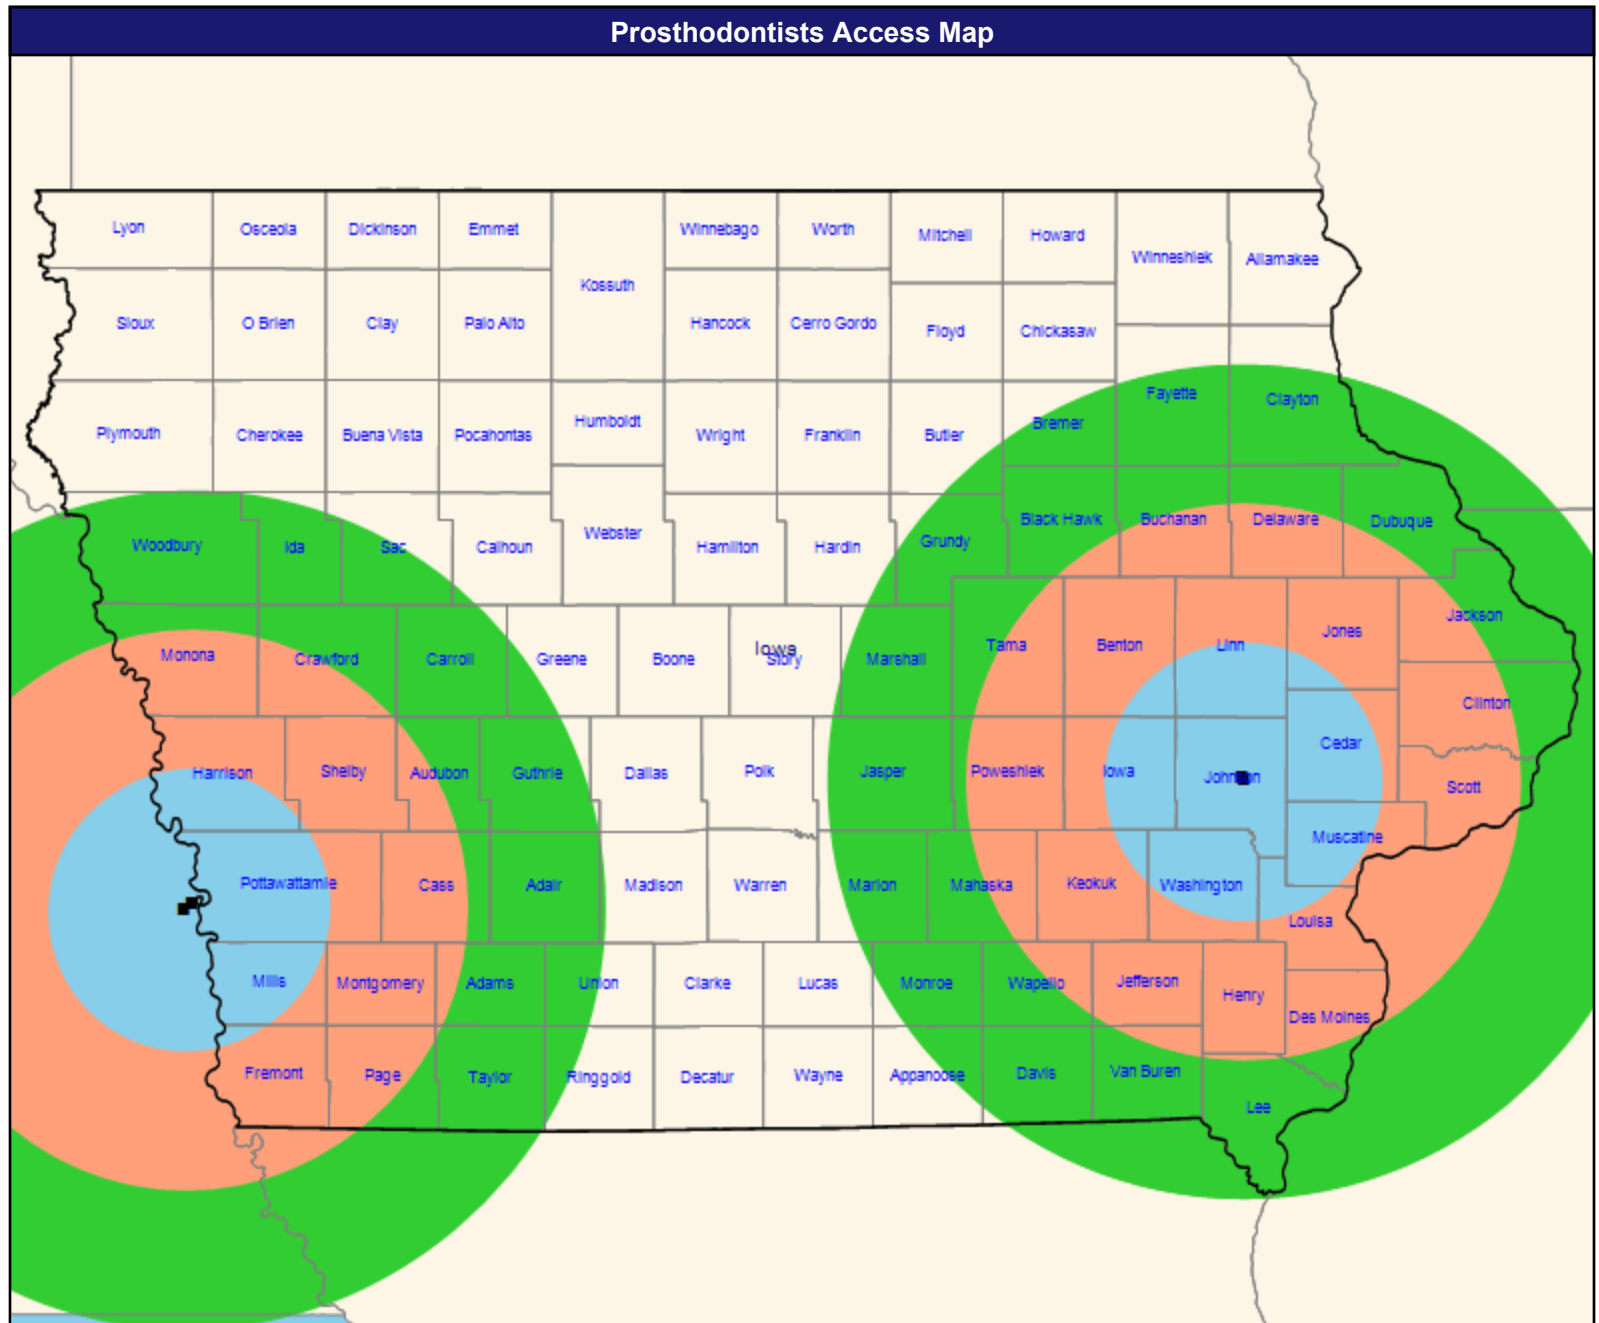 Prosthodontists Access Map
Lyon Osceola Dickinson Emmet Winnebago Worth Mitchell Howard
Winneshiek Allamakee
Kossuth
Sioux O Brien Clay Palo Alto Hancock Cerro Gordo Floyd Chickasaw
Fayette Clayton
Plymouth Cherokee Buena Vista Pocahontas Humboldt Wright Franklin Butler Bremer
Woodbury Ida Sac Calhoun Webster Hamilton Hardin Grundy Black Hawk Buchanan Delaware Dubuque
Jackson
Monona Crawford Carroll Greene Boone Iowa Story Marshall Tama Benton Linn Jones
Clinton
Cedar
Harrison Shelby Audubon Guthrie Dallas Polk Jasper Poweshiek Iowa Johnson Scott
Muscatine
Pottawattamie Cass Adair Madison Warren Marion Mahaska Keokuk Washington
Louisa
Mills Montgomery Adams Union Clarke Lucas Monroe Wapello Jefferson Henry
Des Moines
Fremont Page Taylor Ringgold Decatur Wayne Appanoose Davis Van Buren
Lee